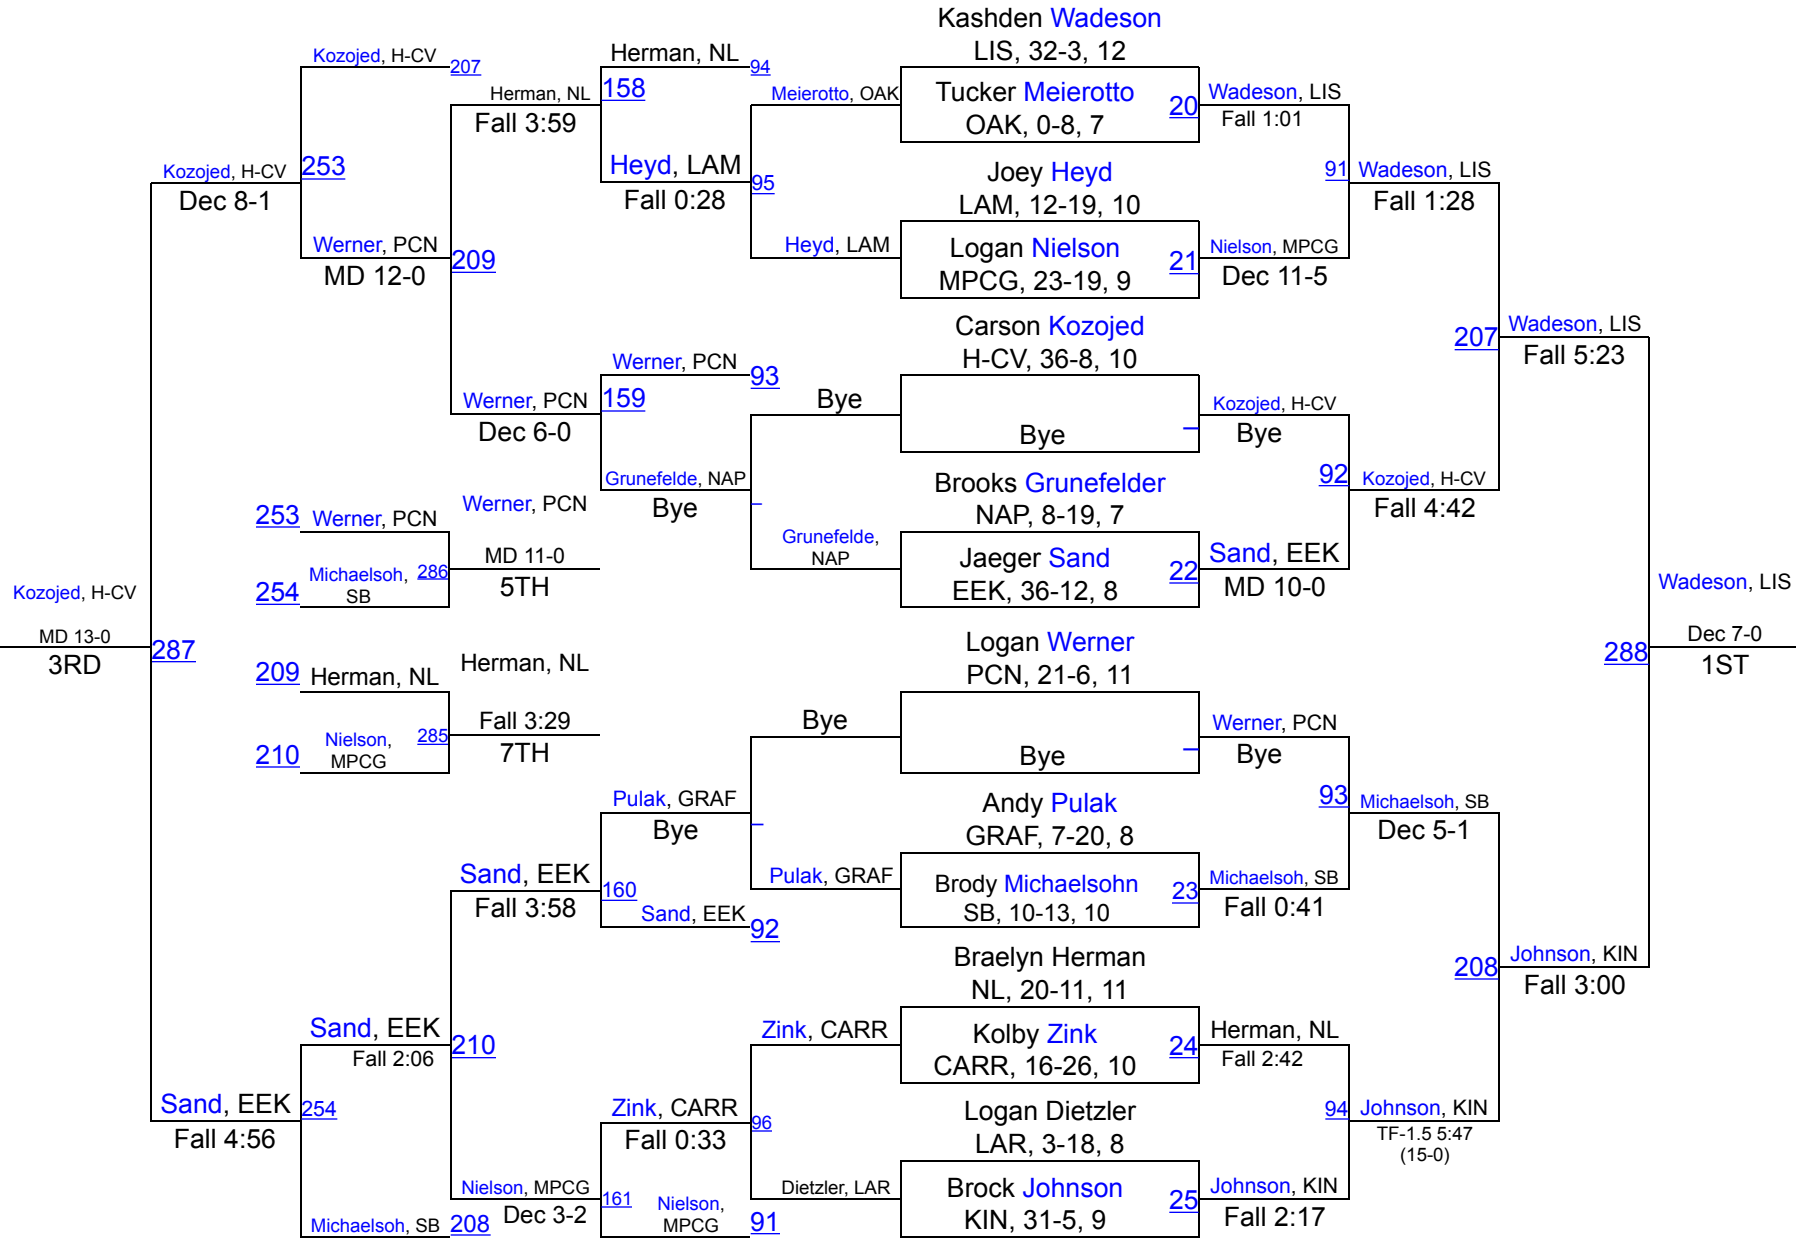 Kozojed, H-CV
207
253
Kozojed, H-CV
Dec 8-1
Werner, PCN
MD 12-0
209
Herman, NL
Fall 3:59
158
Herman, NL
94
Heyd, LAM
Fall 0:28
95
Meierotto, OAK
Heyd, LAM
Werner, PCN
Dec 6-0
159
Werner, PCN
93
Grunefelde, NAP
Bye
Bye
Grunefelde,
NAP
253
Werner, PCN
254
Michaelsoh,
SB
286
Werner, PCN
MD 11-0
5TH
Kozojed, H-CV
MD 13-0
3RD
287
209
Herman, NL
210
Nielson,
MPCG
285
Herman, NL
Fall 3:29
7TH
Bye
Pulak, GRAF
Bye
Pulak, GRAF
Sand, EEK
Fall 3:58
160
Sand, EEK
92
Sand, EEK
Fall 2:06
210
Sand, EEK
Fall 4:56
254
Michaelsoh, SB
208
Nielson, MPCG
Dec 3-2
161
Zink, CARR
Fall 0:33
96
Nielson,
MPCG
91
Zink, CARR
Dietzler, LAR
Kashden Wadeson
LIS, 32-3, 12
Tucker Meierotto
OAK, 0-8, 7
20
Joey Heyd
LAM, 12-19, 10
Logan Nielson
MPCG, 23-19, 9
21
Carson Kozojed
H-CV, 36-8, 10
Bye
Brooks Grunefelder
NAP, 8-19, 7
Jaeger Sand
EEK, 36-12, 8
22
Logan Werner
PCN, 21-6, 11
Bye
Andy Pulak
GRAF, 7-20, 8
Brody Michaelsohn
SB, 10-13, 10
23
Braelyn Herman
NL, 20-11, 11
Kolby Zink
CARR, 16-26, 10
24
Logan Dietzler
LAR, 3-18, 8
Brock Johnson
KIN, 31-5, 9
25
Wadeson, LIS
Fall 1:01
Nielson, MPCG
Dec 11-5
91
Wadeson, LIS
Fall 1:28
Kozojed, H-CV
Bye
Sand, EEK
MD 10-0
92
Kozojed, H-CV
Fall 4:42
207
Wadeson, LIS
Fall 5:23
Werner, PCN
Bye
Michaelsoh, SB
Fall 0:41
93
Michaelsoh, SB
Dec 5-1
Herman, NL
Fall 2:42
Johnson, KIN
Fall 2:17
94
Johnson, KIN
TF-1.5 5:47
(15-0)
208
Johnson, KIN
Fall 3:00
288
Wadeson, LIS
Dec 7-0
1ST